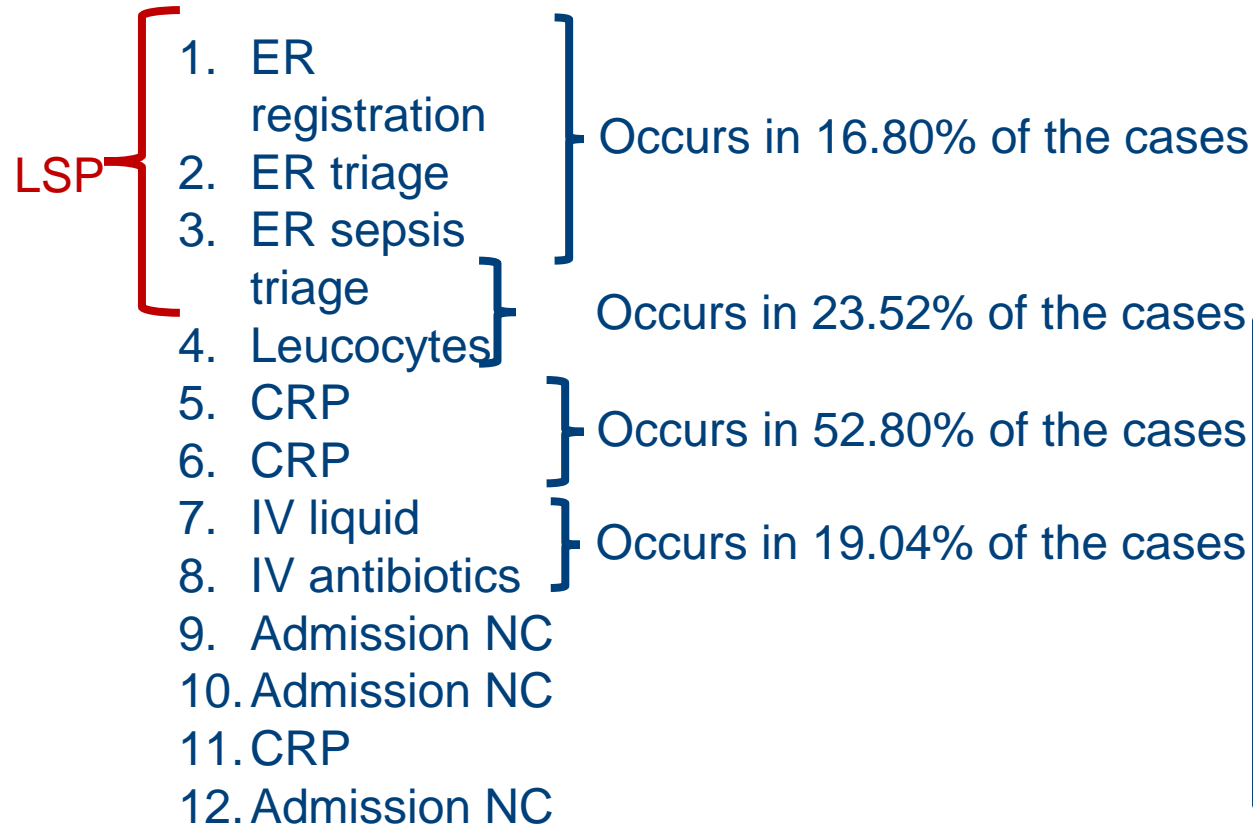 LSP
1. ER
registration
2. ER triage
3. ER sepsis
triage
4. Leucocytes
5. CRP
6. CRP
7. IV liquid
8. IV antibiotics
9. Admission NC
10. Admission NC
11. CRP
12. Admission NC
Occurs in 16.80% of the cases
Occurs in 23.52% of the cases
Occurs in 52.80% of the cases
Occurs in 19.04% of the cases